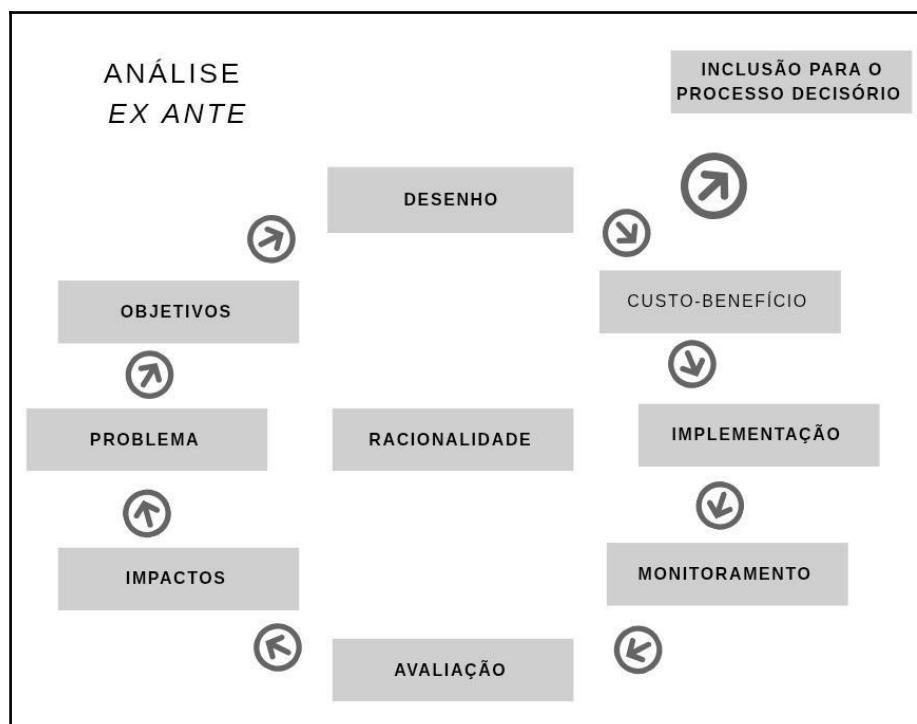 ANÁLISE
EX ANTE
INCLUSÃO PARA O
PROCESSO DECISÓRIO
DESENHO
OBJETIVOS
CUSTO-BENEFÍCIO
PROBLEMA
RACIONALIDADE
IMPLEMENTAÇÃO
IMPACTOS
MONITORAMENTO
AVALIAÇÃO